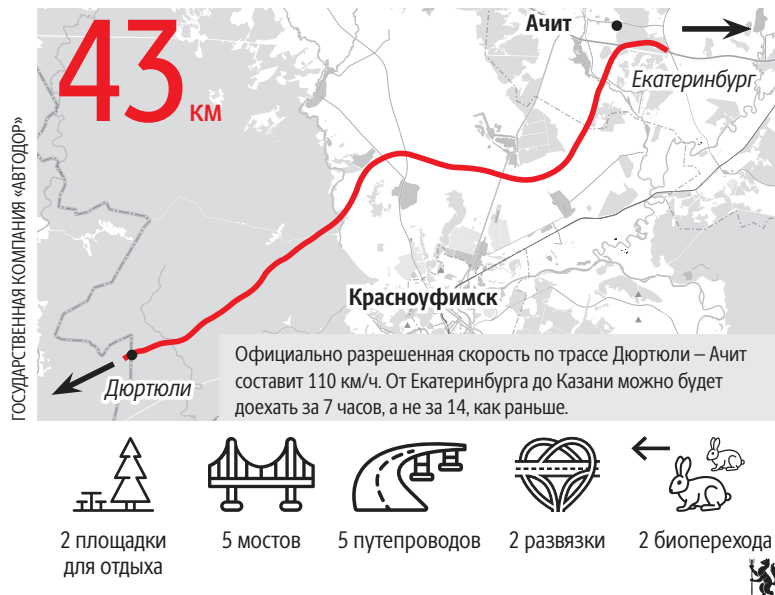 43
км
Ачит
Екатеринбург
Красноуфимск
Дюртюли
ГОСУДАРСТВЕННАЯ КОМПАНИЯ «АВТОДОР»
Официально разрешенная скорость по трассе Дюртюли – Ачит
составит 110 км/ч. От Екатеринбурга до Казани можно будет
доехать за 7 часов, а не за 14, как раньше.
2 площадки
для отдыха
5 мостов
5 путепроводов
2 развязки
2 биоперехода